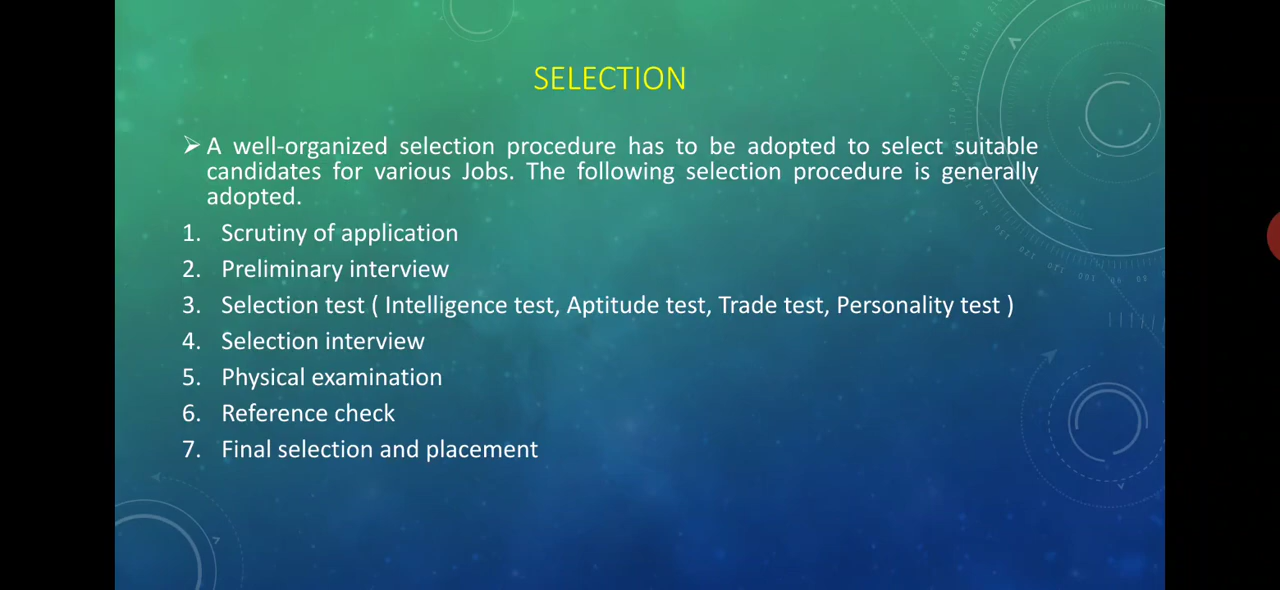 SELECTION
➢ A well-organized selection procedure has to be adopted to select suitable
candidates for various Jobs. The following selection procedure is generally
adopted.
1. Scrutiny of application
2. Preliminary interview
3. Selection test ( Intelligence test, Aptitude test, Trade test, Personality test )
4. Selection interview
5. Physical examination
6. Reference check
7. Final selection and placement